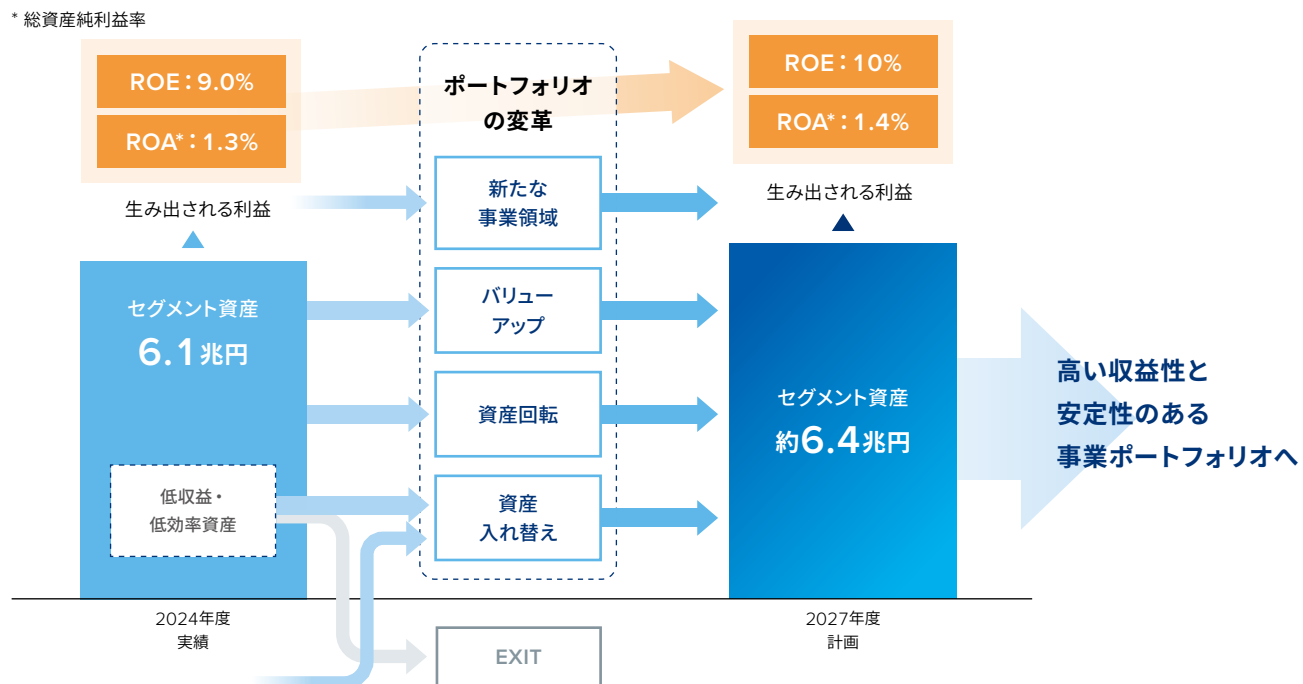 * 総資産純利益率
ROE：9.0%
ROA*：1.3%
生み出される利益
セグメント資産
6.1兆円
低収益・
低効率資産
2024年度
実績
ポートフォリオ
の変革
新たな
事業領域
バリュー
アップ
資産回転
資産
入れ替え
EXIT
ROE：10%
ROA*：1.4%
生み出される利益
セグメント資産
約6.4兆円
2027年度
計画
高い収益性と
安定性のある
事業ポートフォリオへ